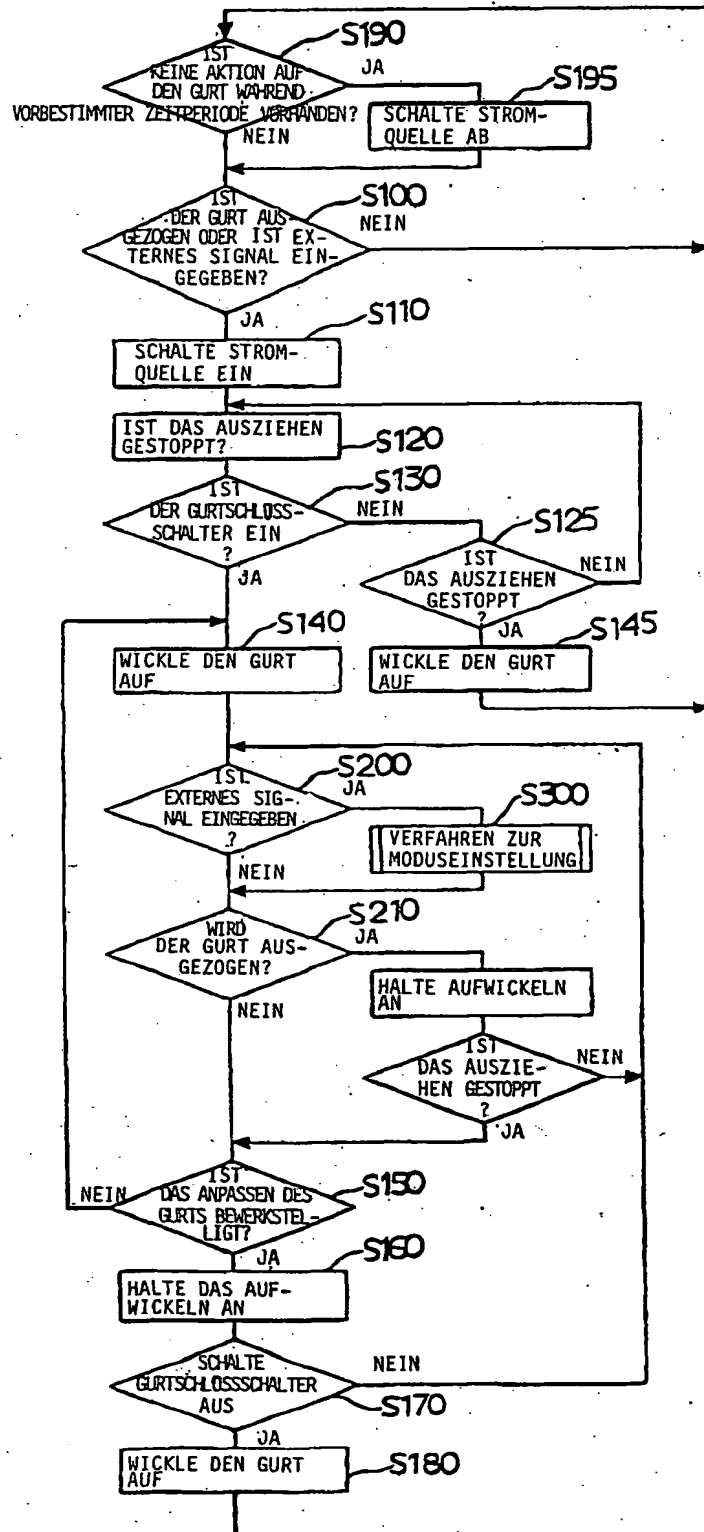 S190
IST
KEINE AKTION AUF
DEN GURT WÄHREND
VORBESTIMMTER ZEITPERIODE VORHANDEN?
JA
NEIN
S195
SCHALTE STROM-
QUELLE AB
S100
IST
DER GURT AUS-
GEZOGEN ODER IST EX-
TERNES SIGNAL EIN-
GEGEBEN?
NEIN
JA
S110
SCHALTE STROM-
QUELLE EIN
IST DAS AUSZIEHEN
GESTOPPT?
S120
S130
IST
DER GURTSCHLOSS-
SCHALTER EIN
?
NEIN
JA
S125
IST
DAS AUSZIEHEN
GESTOPPT
?
NEIN
JA
S140
WICKLE DEN GURT
AUF
S145
WICKLE DEN GURT
AUF
S200
IST
EXTERNES SIG-
NAL EINGEGEBEN
?
JA
NEIN
S300
VERFAHREN ZUR
MODUSEINSTELLUNG
S210
WIRD
DER GURT AUS-
GEZOGEN?
JA
NEIN
HALTE AUFWICKELN
AN
IST
DAS AUSZIE-
HEN GESTOPPT
?
NEIN
JA
S150
IST
DAS ANPASSEN DES
GURTS BEWERKSTEL-
LIGT?
NEIN
JA
S160
HALTE DAS AUF-
WICKELN AN
SCHALTE
GURTSCHLOSSSCHALTER
AUS
NEIN
S170
JA
WICKLE DEN GURT
AUF
S180